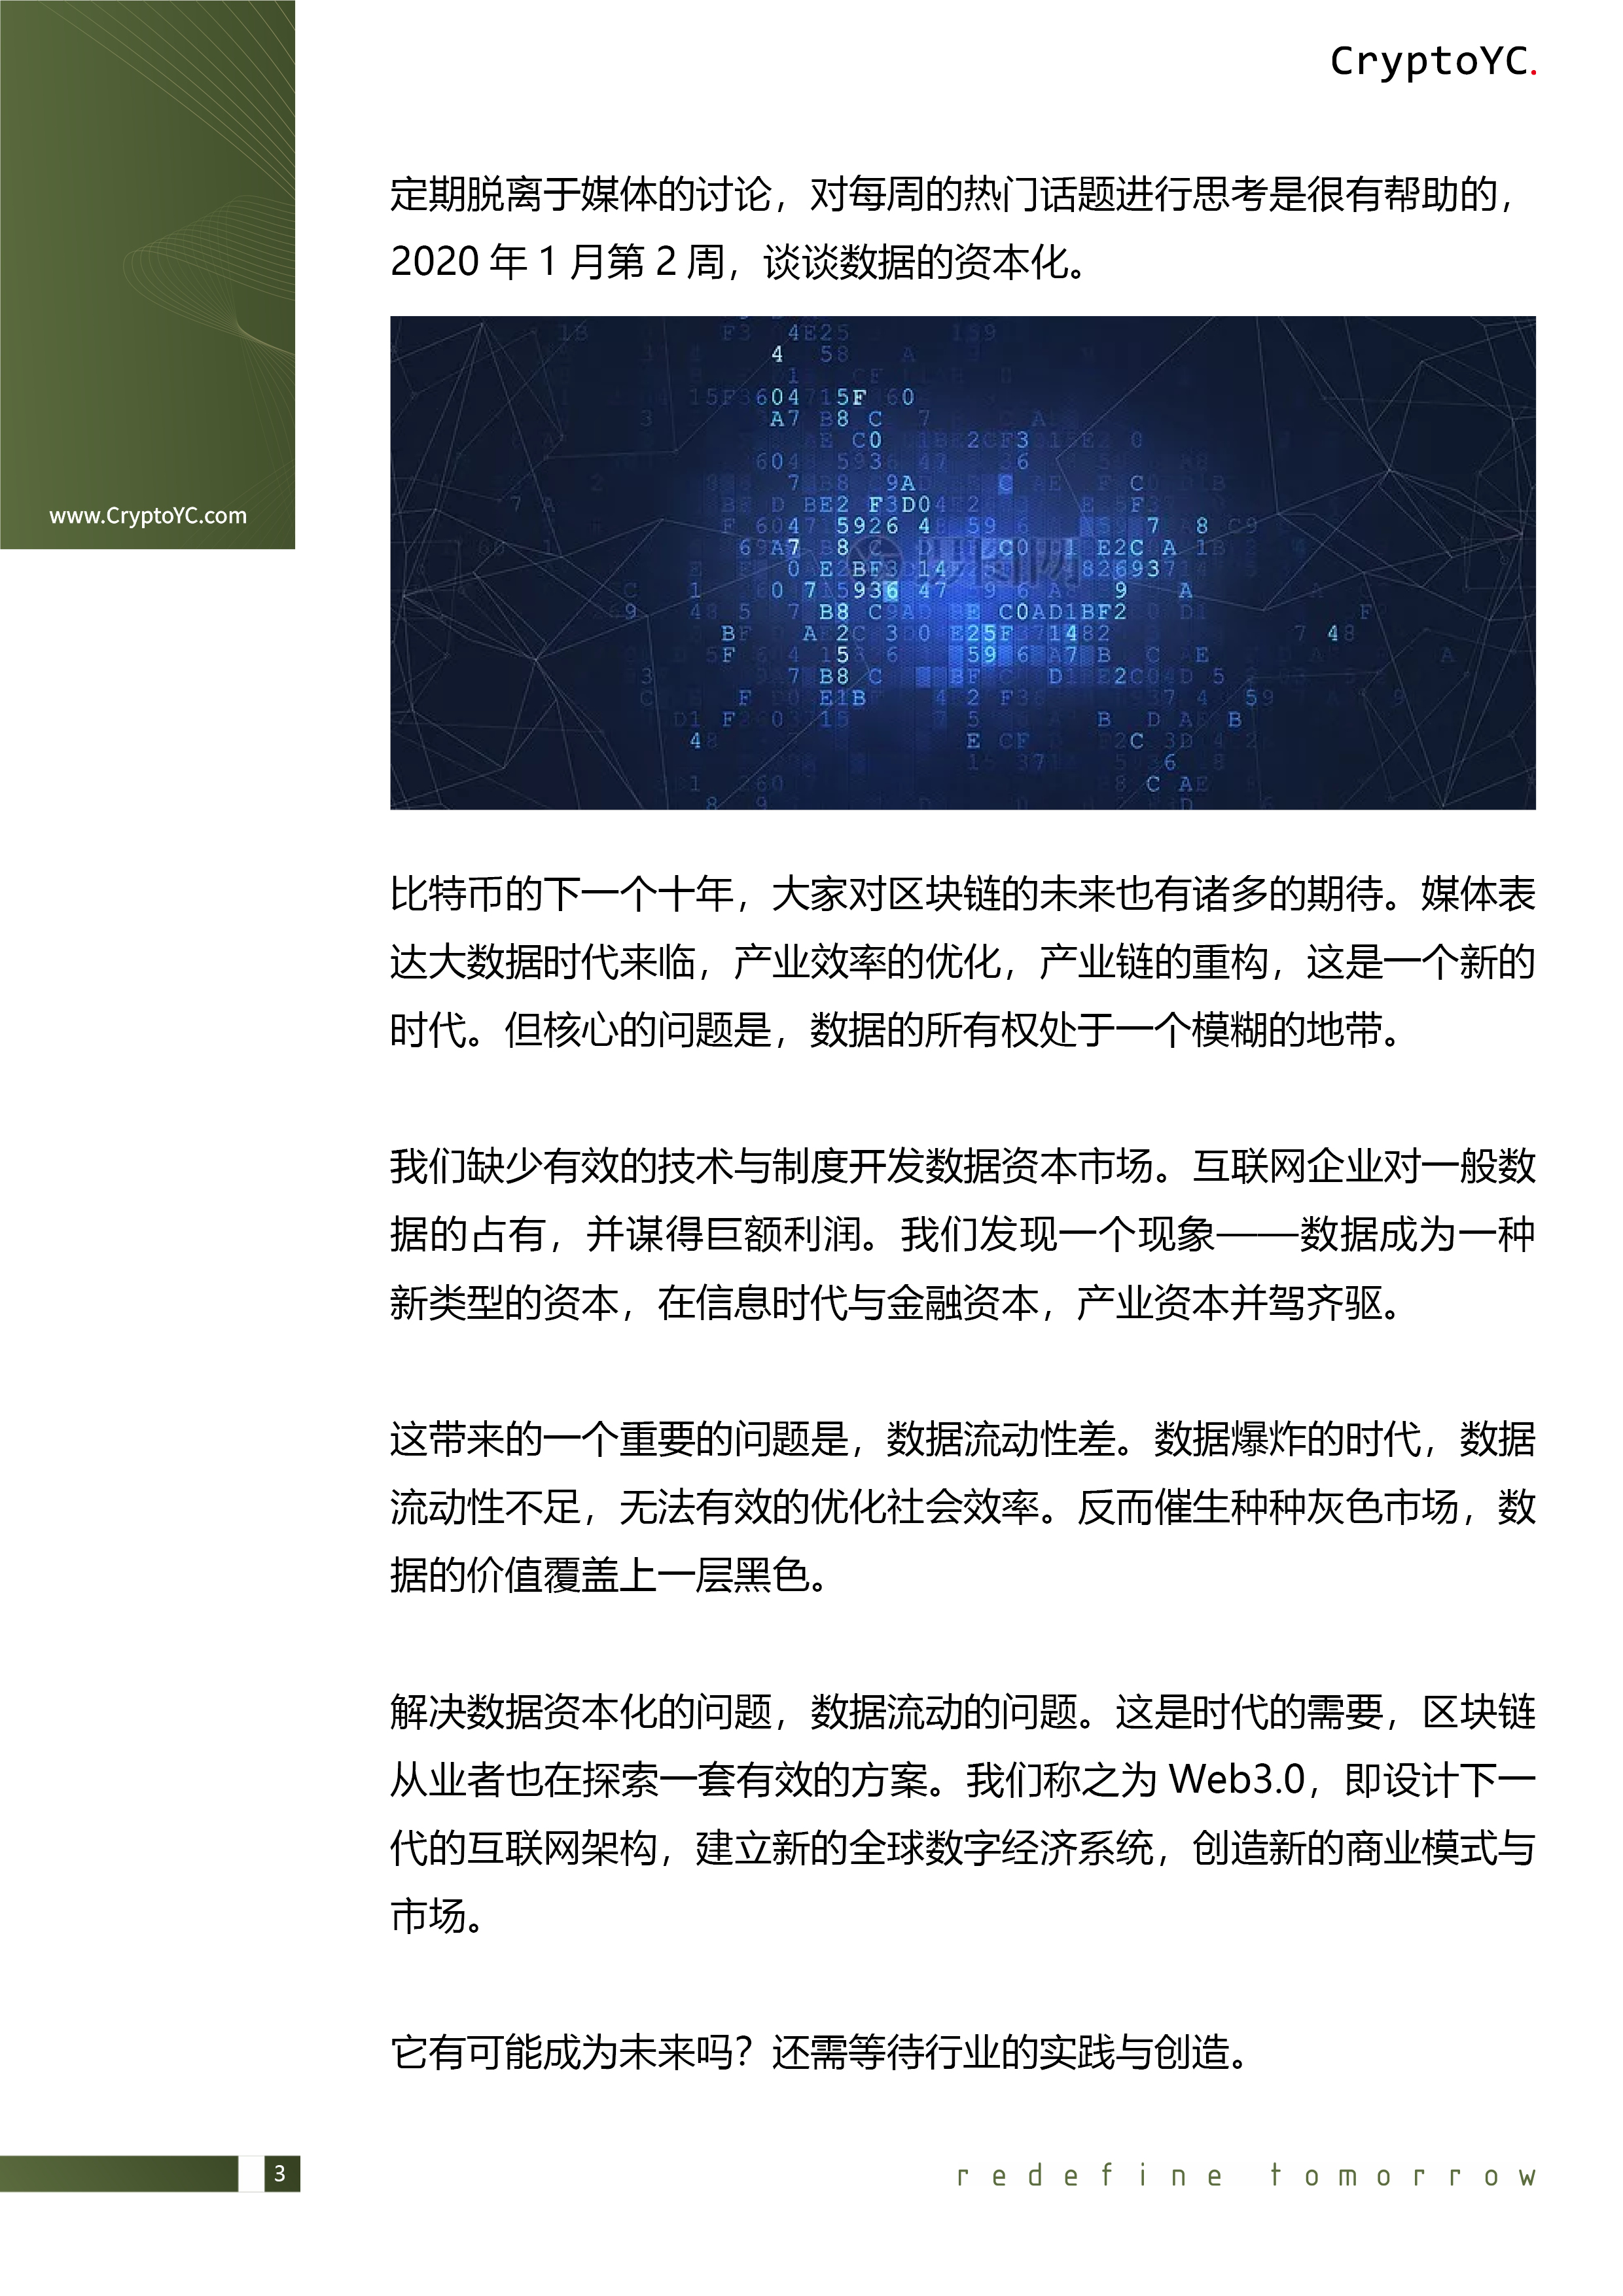 CryptoYC.
www.CryptoYC.com
定期脱离于媒体的讨论，对每周的热门话题进行思考是很有帮助的，
2020 年 1 月第 2 周，谈谈数据的资本化。
比特币的下一个十年，大家对区块链的未来也有诸多的期待。媒体表
达大数据时代来临，产业效率的优化，产业链的重构，这是一个新的
时代。但核心的问题是，数据的所有权处于一个模糊的地带。
我们缺少有效的技术与制度开发数据资本市场。互联网企业对一般数
据的占有，并谋得巨额利润。我们发现一个现象——数据成为一种
新类型的资本，在信息时代与金融资本，产业资本并驾齐驱。
这带来的一个重要的问题是，数据流动性差。数据爆炸的时代，数据
流动性不足，无法有效的优化社会效率。反而催生种种灰色市场，数
据的价值覆盖上一层黑色。
解决数据资本化的问题，数据流动的问题。这是时代的需要，区块链
从业者也在探索一套有效的方案。我们称之为 Web3.0，即设计下一
代的互联网架构，建立新的全球数字经济系统，创造新的商业模式与
市场。
它有可能成为未来吗？还需等待行业的实践与创造。
3
redefine tomorrow